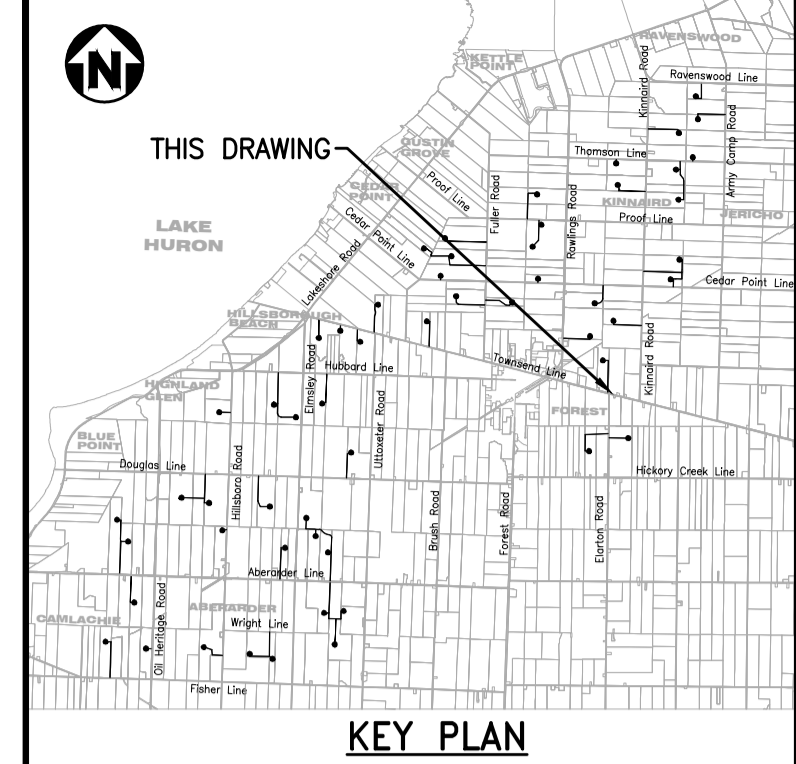 N
RAVENSWOOD
KETTLE
POINT
Kinnaird Road
Ravenswood Line
Army Camp Road
THIS DRAWING
GUSTIN
GROVE
Thomson Line
CEDAR
POINT
Proof Line
Fuller Road
Rawlings Road
KINNAIRD
JERICHO
Proof Line
LAKE
HURON
Cedar Point Line
Lakeshore Road
Cedar Point Line
HILLSBOROUGH
BEACH
Elmsley Road
Hubbard Line
Townsend Line
Kinnaird Road
HIGHLAND
GLEN
Uttoxeter Road
FOREST
BLUE
POINT
Douglas Line
Hillsboro Road
Hickory Creek Line
Brush Road
Forest Road
Elarton Road
Aberarder Line
Oil Heritage Road
ABERARDER
CAMLACHIE
Wright Line
Fisher Line
KEY PLAN